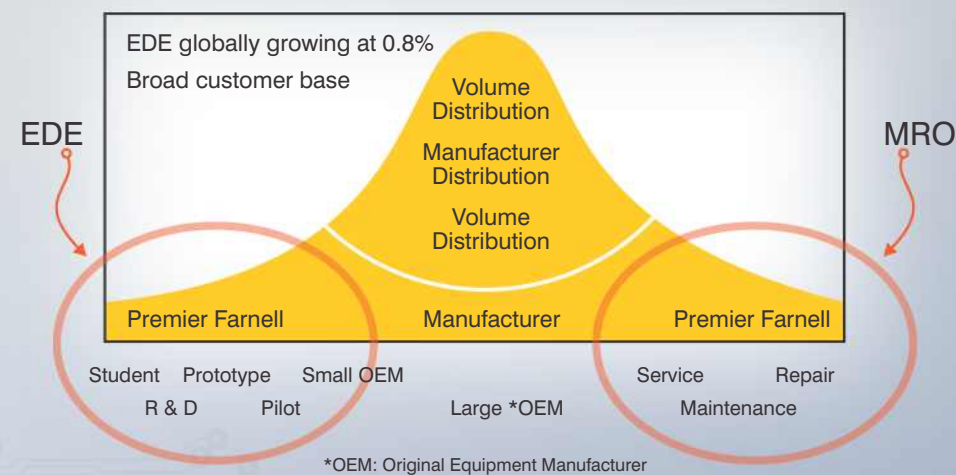 EDE globally growing at 0.8%
Broad customer base
EDE
MRO
Volume
Distribution
Manufacturer
Distribution
Volume
Distribution
Premier Farnell
Manufacturer
Premier Farnell
Student
Prototype
Small OEM
Service
Repair
R & D
Pilot
Large *OEM
Maintenance
*OEM: Original Equipment Manufacturer